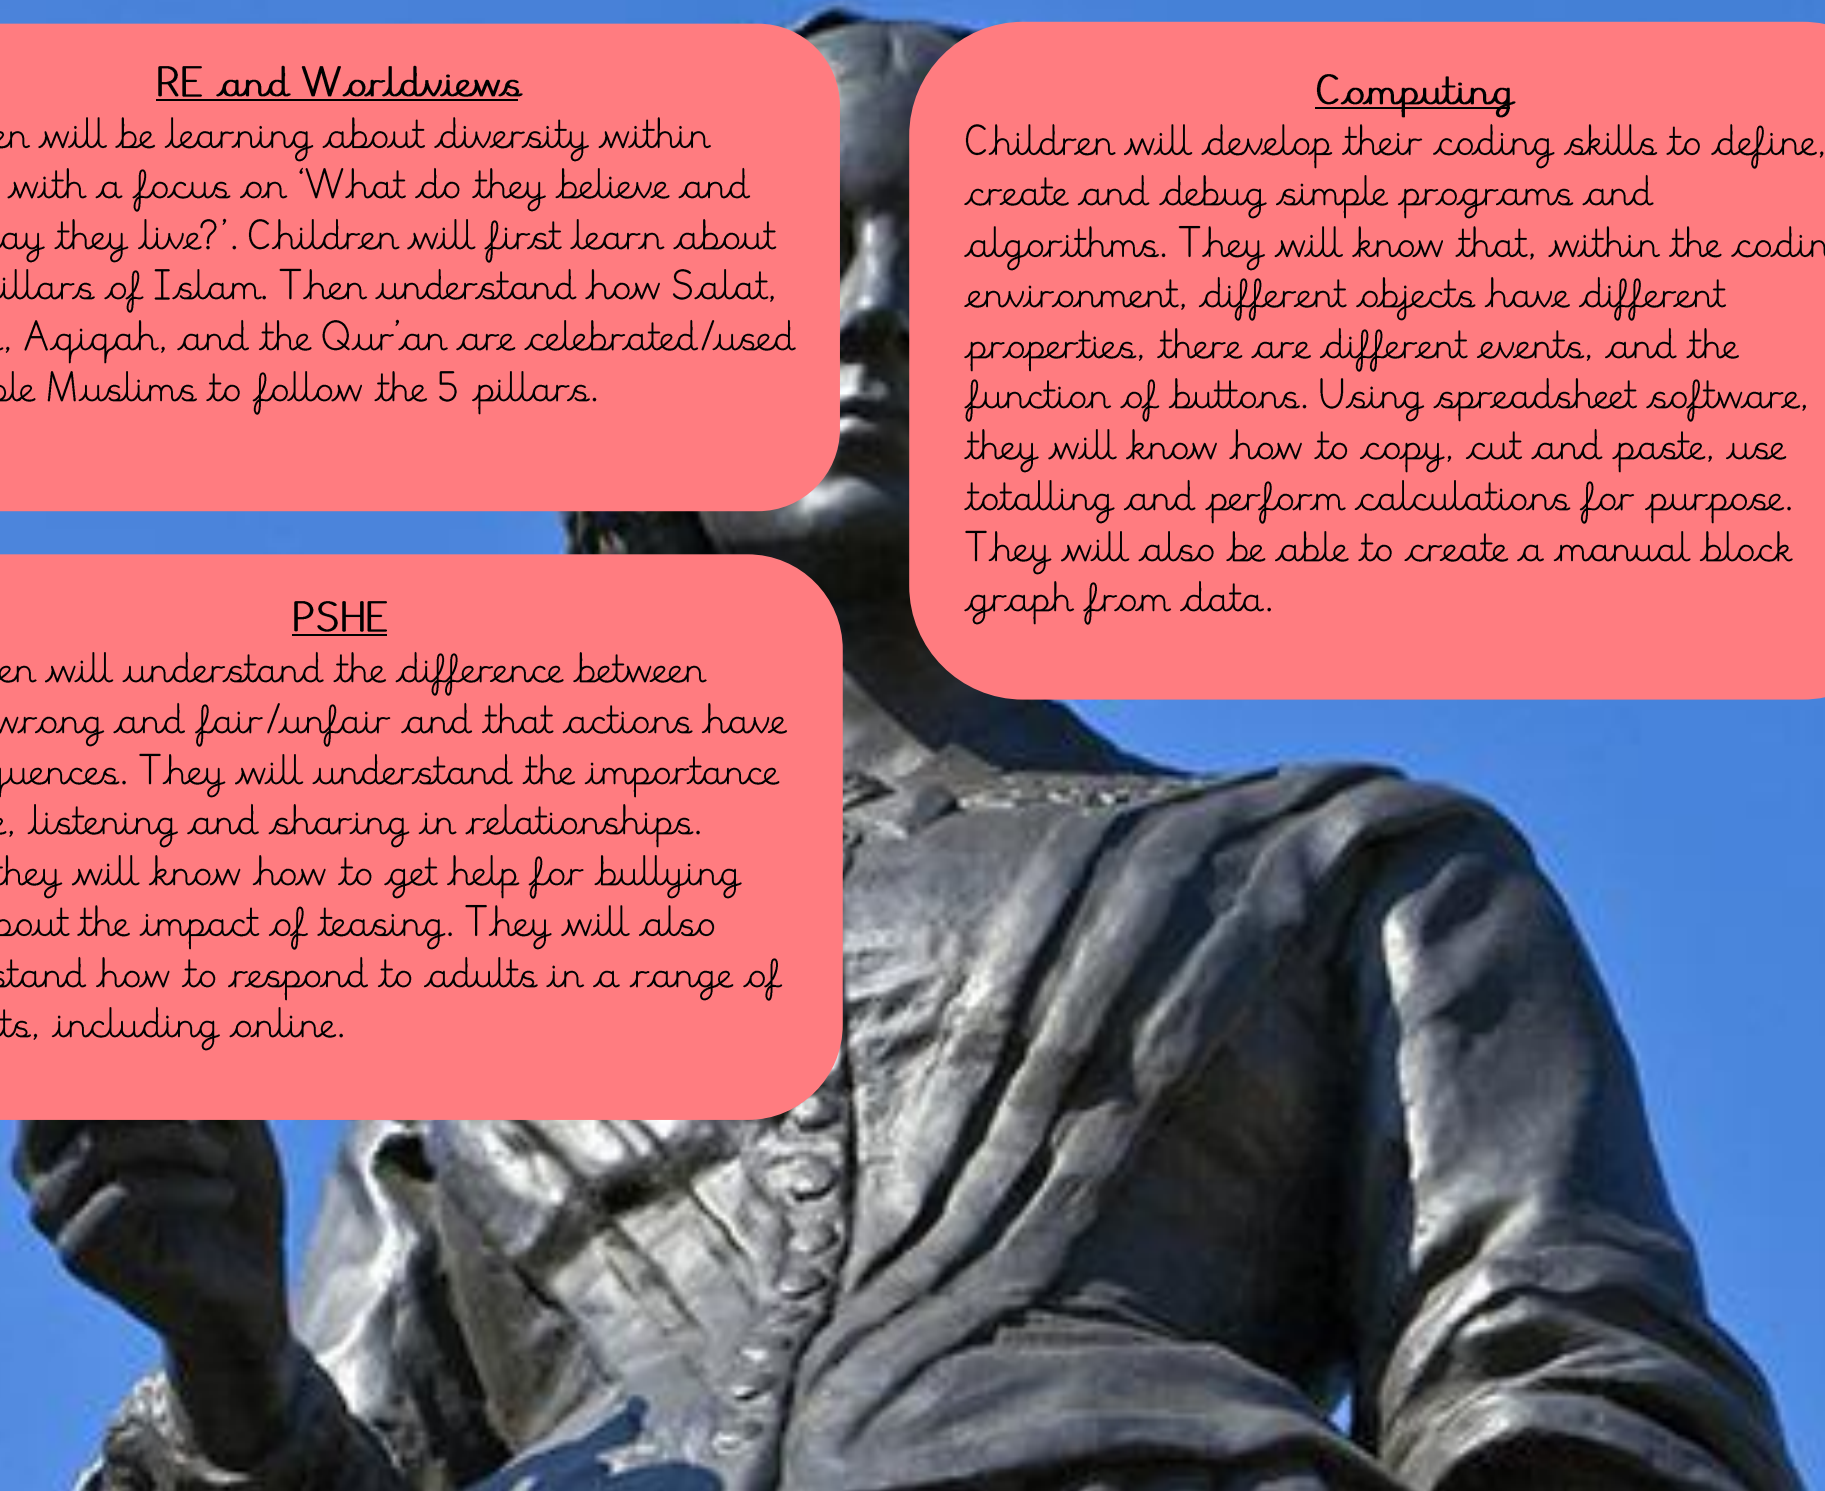 RE and Worldviews
en will be learning about diversity within
with a focus on ‘What do they believe and
ay they live?’. Children will first learn about
illars of Islam. Then understand how Salat,
, Aqiqah, and the Qur’an are celebrated/used
ble Muslims to follow the 5 pillars.
PSHE
en will understand the difference between
wrong and fair/unfair and that actions have
quences. They will understand the importance
e, listening and sharing in relationships.
they will know how to get help for bullying
bout the impact of teasing. They will also
stand how to respond to adults in a range of
ts, including online.
Computing
Children will develop their coding skills to define,
create and debug simple programs and
algorithms. They will know that, within the codin
environment, different objects have different
properties, there are different events, and the
function of buttons. Using spreadsheet software,
they will know how to copy, cut and paste, use
totalling and perform calculations for purpose.
They will also be able to create a manual block
graph from data.